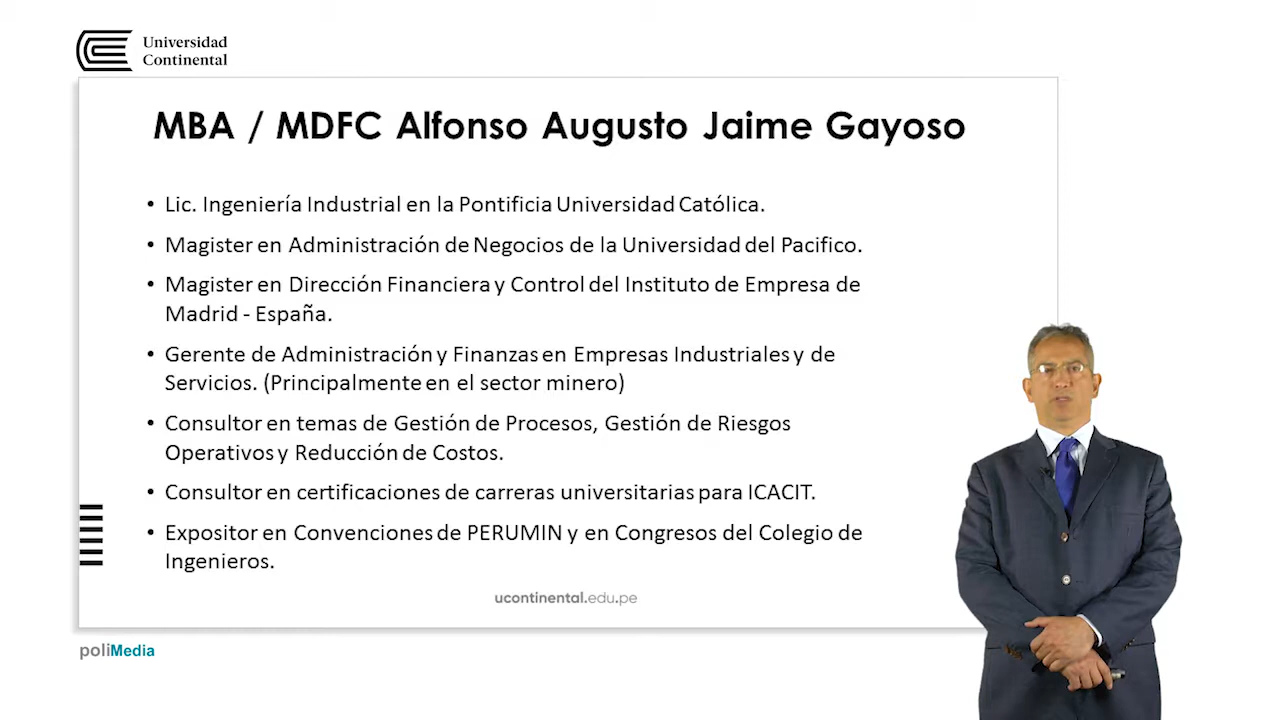 Universidad
Continental
MBA / MDFC Alfonso Augusto Jaime Gayoso
• Lic. Ingeniería Industrial en la Pontificia Universidad Católica.
• Magister en Administración de Negocios de la Universidad del Pacifico.
• Magister en Dirección Financiera y Control del Instituto de Empresa de
Madrid - España.
• Gerente de Administración y Finanzas en Empresas Industriales y de
Servicios. (Principalmente en el sector minero)
• Consultor en temas de Gestión de Procesos, Gestión de Riesgos
Operativos y Reducción de Costos.
• Consultor en certificaciones de carreras universitarias para ICACIT.
• Expositor en Convenciones de PERUMIN y en Congresos del Colegio de
Ingenieros.
ucontinental.edu.pe
poliMedia